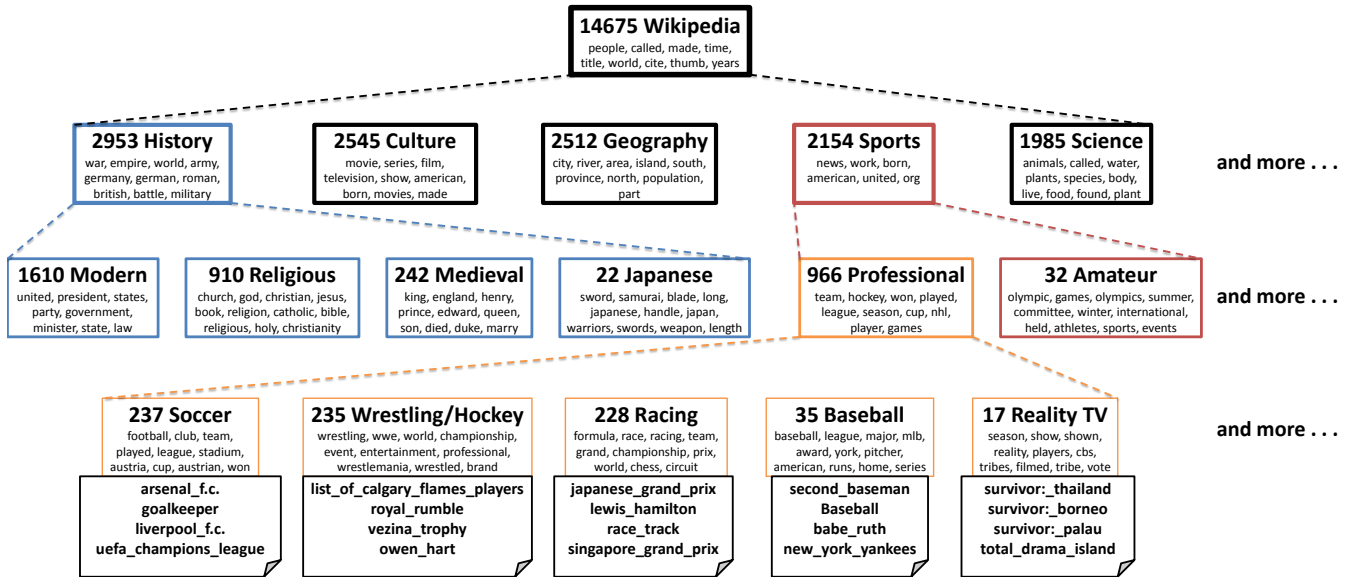 14675 Wikipedia
people, called, made, time,
title, world, cite, thumb, years
2953 History
war, empire, world, army,
germany, german, roman,
british, battle, military
2545 Culture
movie, series, film,
television, show, american,
born, movies, made
2512 Geography
city, river, area, island, south,
province, north, population,
part
2154 Sports
news, work, born,
american, united, org
1985 Science
animals, called, water,
plants, species, body,
live, food, found, plant
and more . . .
1610 Modern
united, president, states,
party, government,
minister, state, law
910 Religious
church, god, christian, jesus,
book, religion, catholic, bible,
religious, holy, christianity
242 Medieval
king, england, henry,
prince, edward, queen,
son, died, duke, marry
22 Japanese
sword, samurai, blade, long,
japanese, handle, japan,
warriors, swords, weapon, length
966 Professional
team, hockey, won, played,
league, season, cup, nhl,
player, games
32 Amateur
olympic, games, olympics, summer,
committee, winter, international,
held, athletes, sports, events
and more . . .
237 Soccer
football, club, team,
played, league, stadium,
austria, cup, austrian, won
arsenal_f.c.
goalkeeper
liverpool_f.c.
uefa_champions_league
235 Wrestling/Hockey
wrestling, wwe, world, championship,
event, entertainment, professional,
wrestlemania, wrestled, brand
list_of_calgary_flames_players
royal_rumble
vezina_trophy
owen_hart
228 Racing
formula, race, racing, team,
grand, championship, prix,
world, chess, circuit
japanese_grand_prix
lewis_hamilton
race_track
singapore_grand_prix
35 Baseball
baseball, league, major, mlb,
award, york, pitcher,
american, runs, home, series
second_baseman
Baseball
babe_ruth
new_york_yankees
17 Reality TV
season, show, shown,
reality, players, cbs,
tribes, filmed, tribe, vote
survivor:_thailand
survivor:_borneo
survivor:_palau
total_drama_island
and more . . .